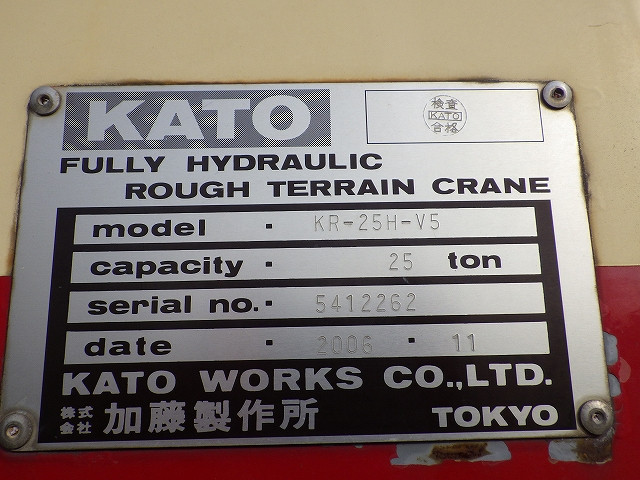 KATO
検査
KATO
合格
FULLY HYDRAULIC
ROUGH TERRAIN CRANE
model · KR-25H-V5
capacity · 25 ton
serial no. · 5412262
date · 2006 · 11
KATO WORKS CO.,LTD.
株式会社 加藤製作所 TOKYO